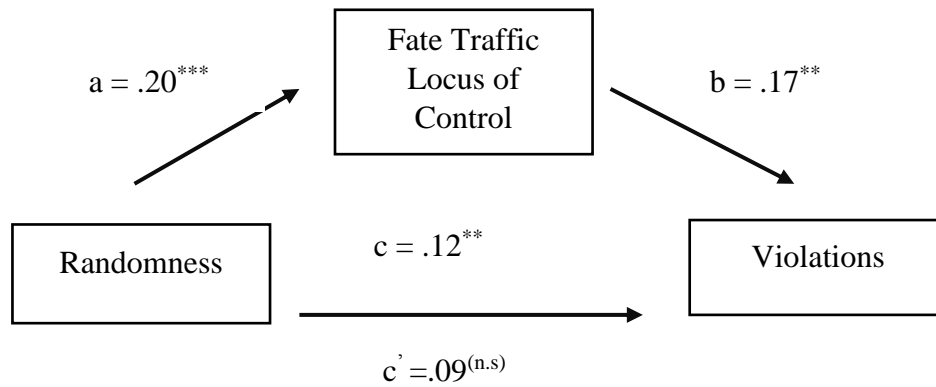 Fate Traffic
Locus of
Control
a = .20***
b = .17**
Randomness
c = .12**
Violations
c’ =.09(n.s)